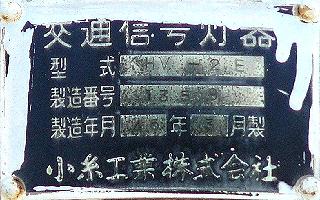 交通信号灯器
型式
製造番号
製造年月 年 月製
小糸工業株式会社